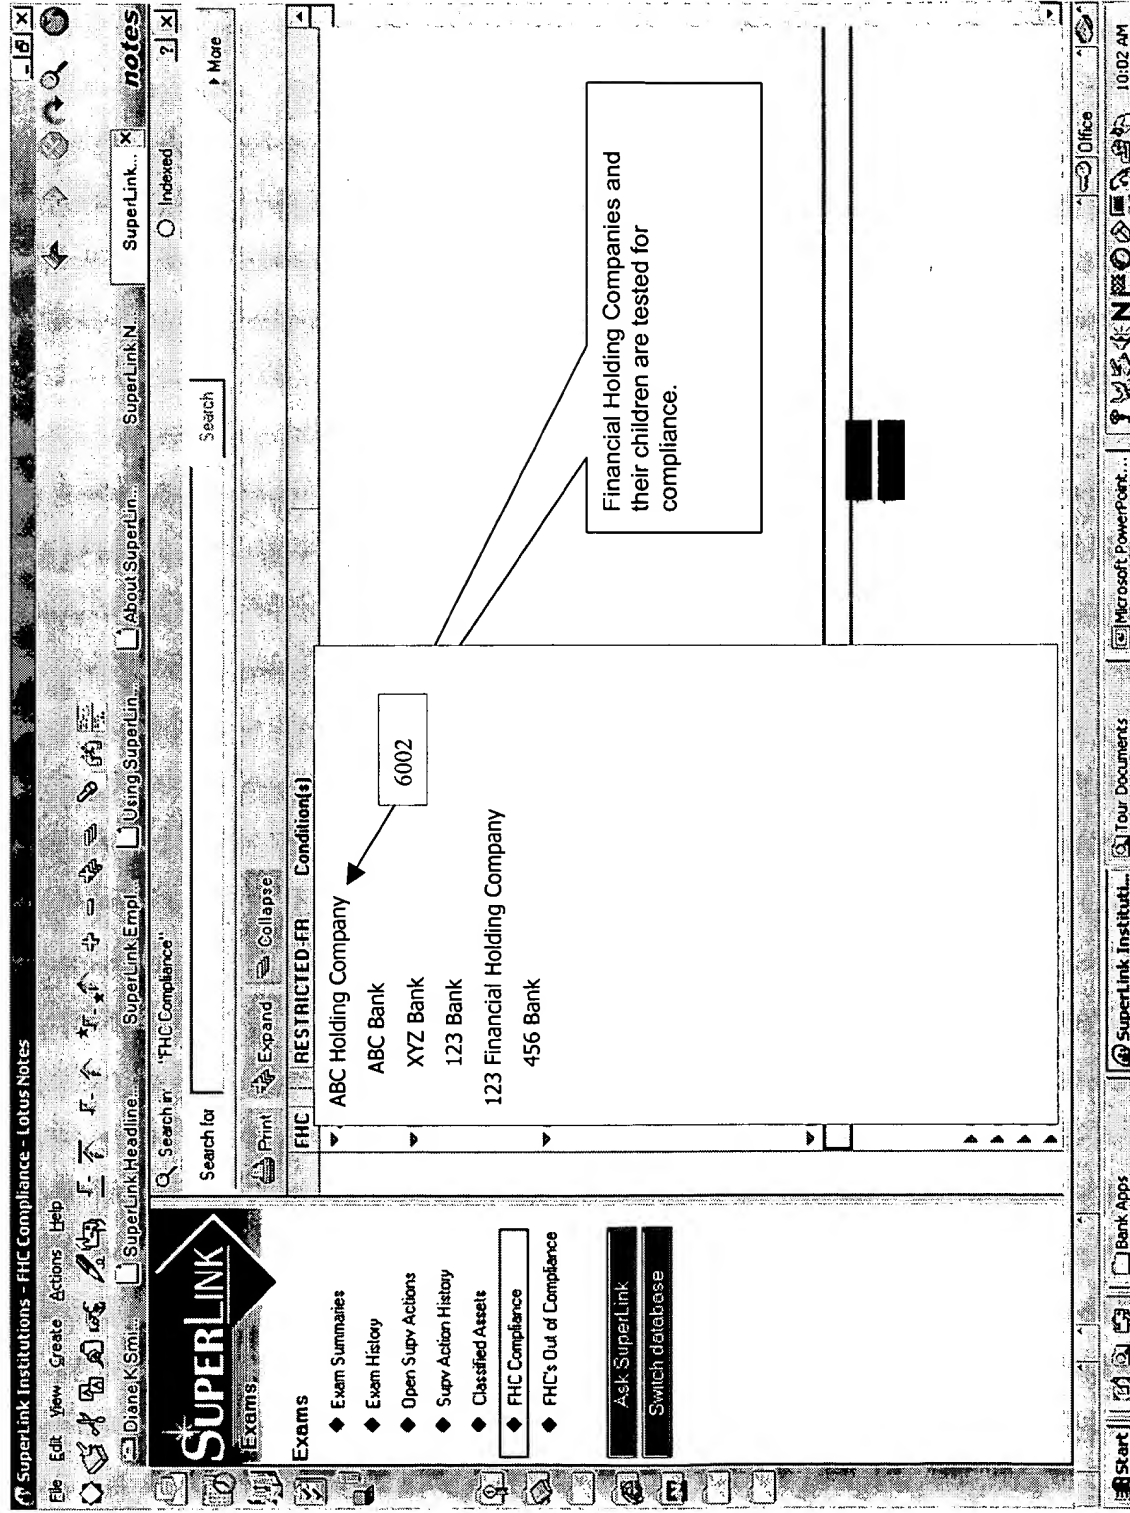 SuperLink Institutions - FHC Compliance - Lotus Notes
File Edit View Create Actions Help
Diane K Smi... SuperLink Headline... SuperLink Empl... Using SuperLin... About SuperLin... SuperLink N... SuperLink...
notes
SUPERLINK
Exams
Exams
Exam Summaries
Exam History
Open Supv Actions
Supv Action History
Classified Assets
FHC Compliance
FHC's Out of Compliance
Ask SuperLink
Switch database
Search in: "FHC Compliance"
Indexed
Search for
Search
More
Print Expand Collapse
FHC RESTRICTED-FR Condition(s)
ABC Holding Company
6002
ABC Bank
XYZ Bank
123 Bank
123 Financial Holding Company
456 Bank
Financial Holding Companies and
their children are tested for
compliance.
Office
Start Bank Apps SuperLink Instituti... Tour Documents Microsoft PowerPoint... 10:02 AM